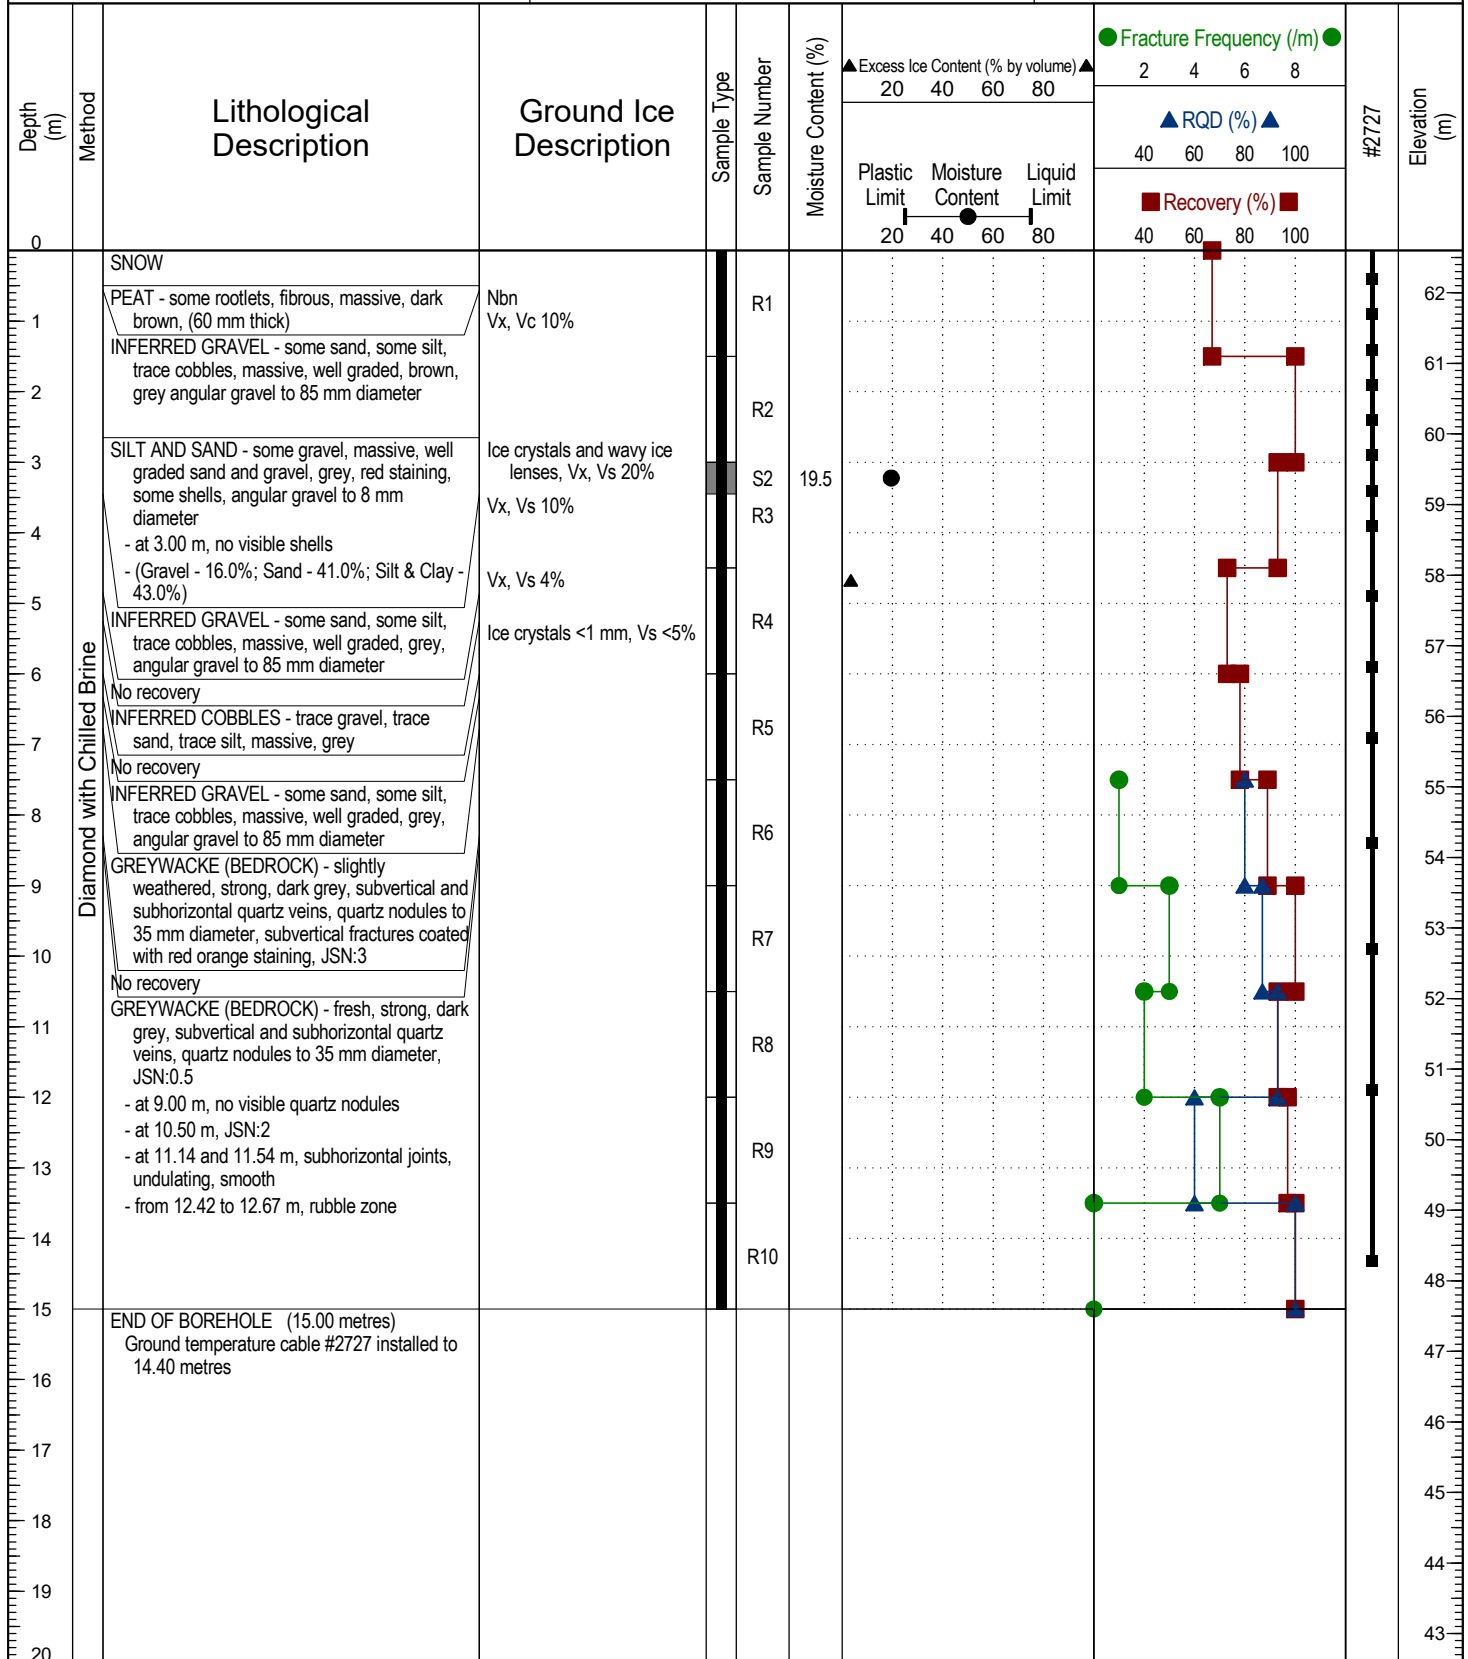 Depth
(m)
Method
Lithological
Description
Ground Ice
Description
Sample Type
Sample Number
Moisture Content (%)
Excess Ice Content (% by volume)
20 40 60 80
Plastic Limit
Moisture Content
Liquid Limit
20 40 60 80
Fracture Frequency (/m)
2 4 6 8
RQD (%)
40 60 80 100
Recovery (%)
40 60 80 100
#2727
Elevation
(m)
0
1
2
3
4
5
6
7
8
9
10
11
12
13
14
15
16
17
18
19
20
Diamond with Chilled Brine
SNOW
PEAT - some rootlets, fibrous, massive, dark
brown, (60 mm thick)
INFERRED GRAVEL - some sand, some silt,
trace cobbles, massive, well graded, brown,
grey angular gravel to 85 mm diameter
SILT AND SAND - some gravel, massive, well
graded sand and gravel, grey, red staining,
some shells, angular gravel to 8 mm
diameter
- at 3.00 m, no visible shells
- (Gravel - 16.0%; Sand - 41.0%; Silt & Clay -
43.0%)
INFERRED GRAVEL - some sand, some silt,
trace cobbles, massive, well graded, grey,
angular gravel to 85 mm diameter
No recovery
INFERRED COBBLES - trace gravel, trace
sand, trace silt, massive, grey
No recovery
INFERRED GRAVEL - some sand, some silt,
trace cobbles, massive, well graded, grey,
angular gravel to 85 mm diameter
GREYWACKE (BEDROCK) - slightly
weathered, strong, dark grey, subvertical and
subhorizontal quartz veins, quartz nodules to
35 mm diameter, subvertical fractures coated
with red orange staining, JSN:3
No recovery
GREYWACKE (BEDROCK) - fresh, strong, dark
grey, subvertical and subhorizontal quartz
veins, quartz nodules to 35 mm diameter,
JSN:0.5
- at 9.00 m, no visible quartz nodules
- at 10.50 m, JSN:2
- at 11.14 and 11.54 m, subhorizontal joints,
undulating, smooth
- from 12.42 to 12.67 m, rubble zone
END OF BOREHOLE (15.00 metres)
Ground temperature cable #2727 installed to
14.40 metres
Nbn
Vx, Vc 10%
Ice crystals and wavy ice
lenses, Vx, Vs 20%
Vx, Vs 10%
Vx, Vs 4%
Ice crystals <1 mm, Vs <5%
R1
R2
S2
R3
R4
R5
R6
R7
R8
R9
R10
19.5
62
61
60
59
58
57
56
55
54
53
52
51
50
49
48
47
46
45
44
43